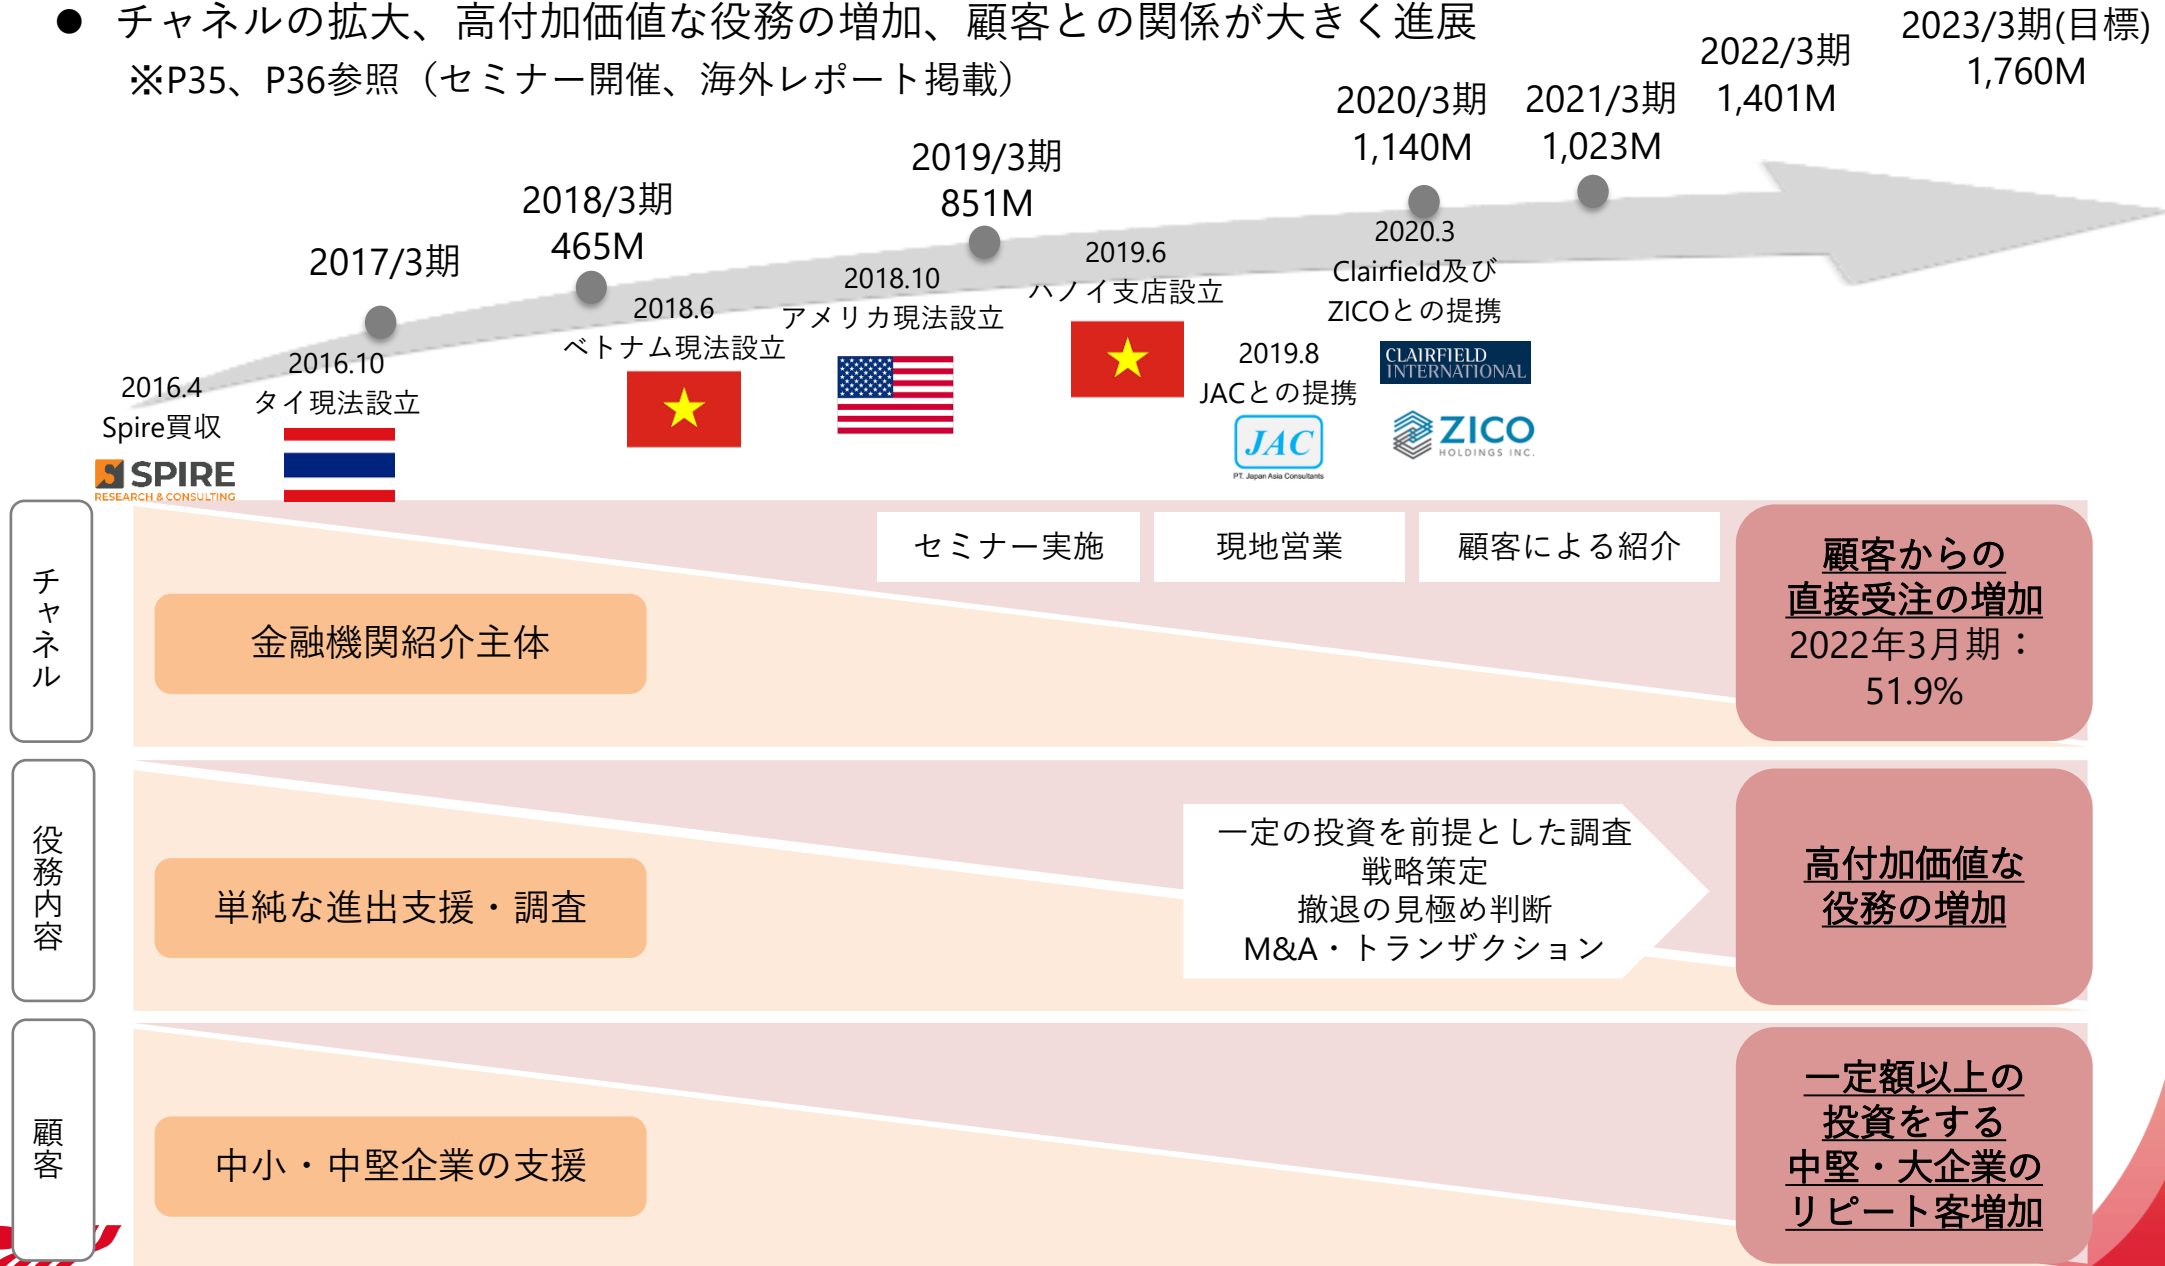 ● チャネルの拡大、高付加価値な役務の増加、顧客との関係が大きく進展
※P35、P36参照（セミナー開催、海外レポート掲載）
2017/3期
2018/3期
465M
2019/3期
851M
2020/3期
1,140M
2021/3期
1,023M
2022/3期
1,401M
2023/3期(目標)
1,760M
2016.4
Spire買収
SPIRE
RESEARCH & CONSULTING
2016.10
タイ現法設立
2018.6
ベトナム現法設立
2018.10
アメリカ現法設立
2019.6
ハノイ支店設立
2019.8
JACとの提携
JAC
PT. Japan Asia Consultants
2020.3
Clairfield及び
ZICOとの提携
CLAIRFIELD
INTERNATIONAL
ZICO
HOLDINGS INC.
チャネル
金融機関紹介主体
セミナー実施
現地営業
顧客による紹介
顧客からの
直接受注の増加
2022年3月期：
51.9%
役務内容
単純な進出支援・調査
一定の投資を前提とした調査
戦略策定
撤退の見極め判断
M&A・トランザクション
高付加価値な
役務の増加
顧客
中小・中堅企業の支援
一定額以上の
投資をする
中堅・大企業の
リピート客増加